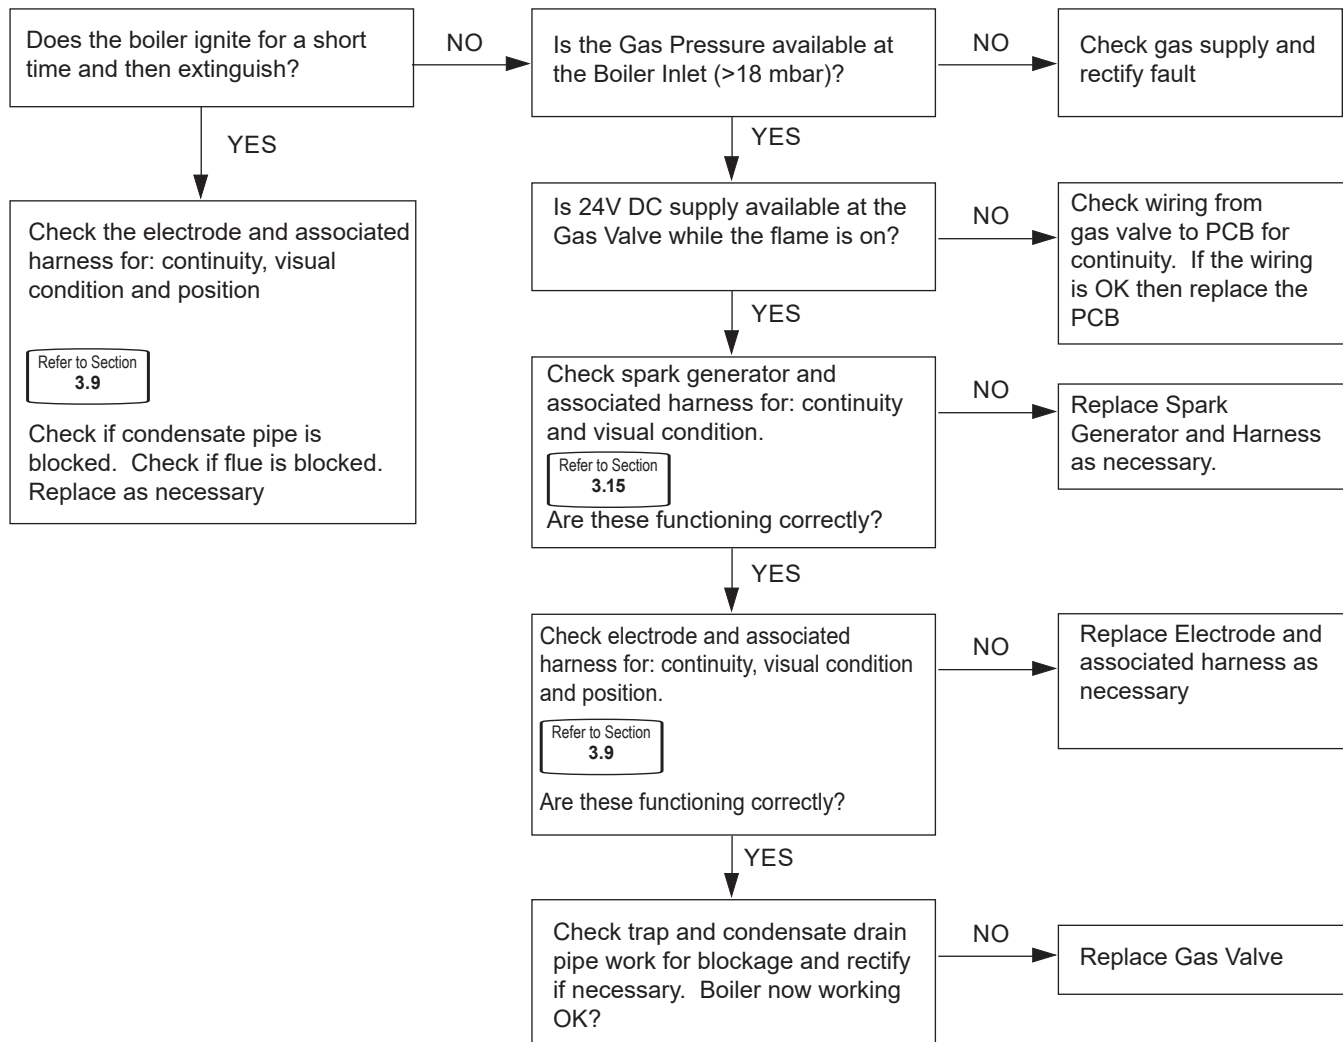 Does the boiler ignite for a short
time and then extinguish?
NO
Is the Gas Pressure available at
the Boiler Inlet (>18 mbar)?
NO
Check gas supply and
rectify fault
YES
YES
Check the electrode and associated
harness for: continuity, visual
condition and position
Refer to Section
3.9
Check if condensate pipe is
blocked.  Check if flue is blocked.
Replace as necessary
Is 24V DC supply available at the
Gas Valve while the flame is on?
NO
Check wiring from
gas valve to PCB for
continuity.  If the wiring
is OK then replace the
PCB
YES
Check spark generator and
associated harness for: continuity
and visual condition.
Refer to Section
3.15
Are these functioning correctly?
NO
Replace Spark
Generator and Harness
as necessary.
YES
Check electrode and associated
harness for: continuity, visual condition
and position.
Refer to Section
3.9
Are these functioning correctly?
NO
Replace Electrode and
associated harness as
necessary
YES
Check trap and condensate drain
pipe work for blockage and rectify
if necessary.  Boiler now working
OK?
NO
Replace Gas Valve